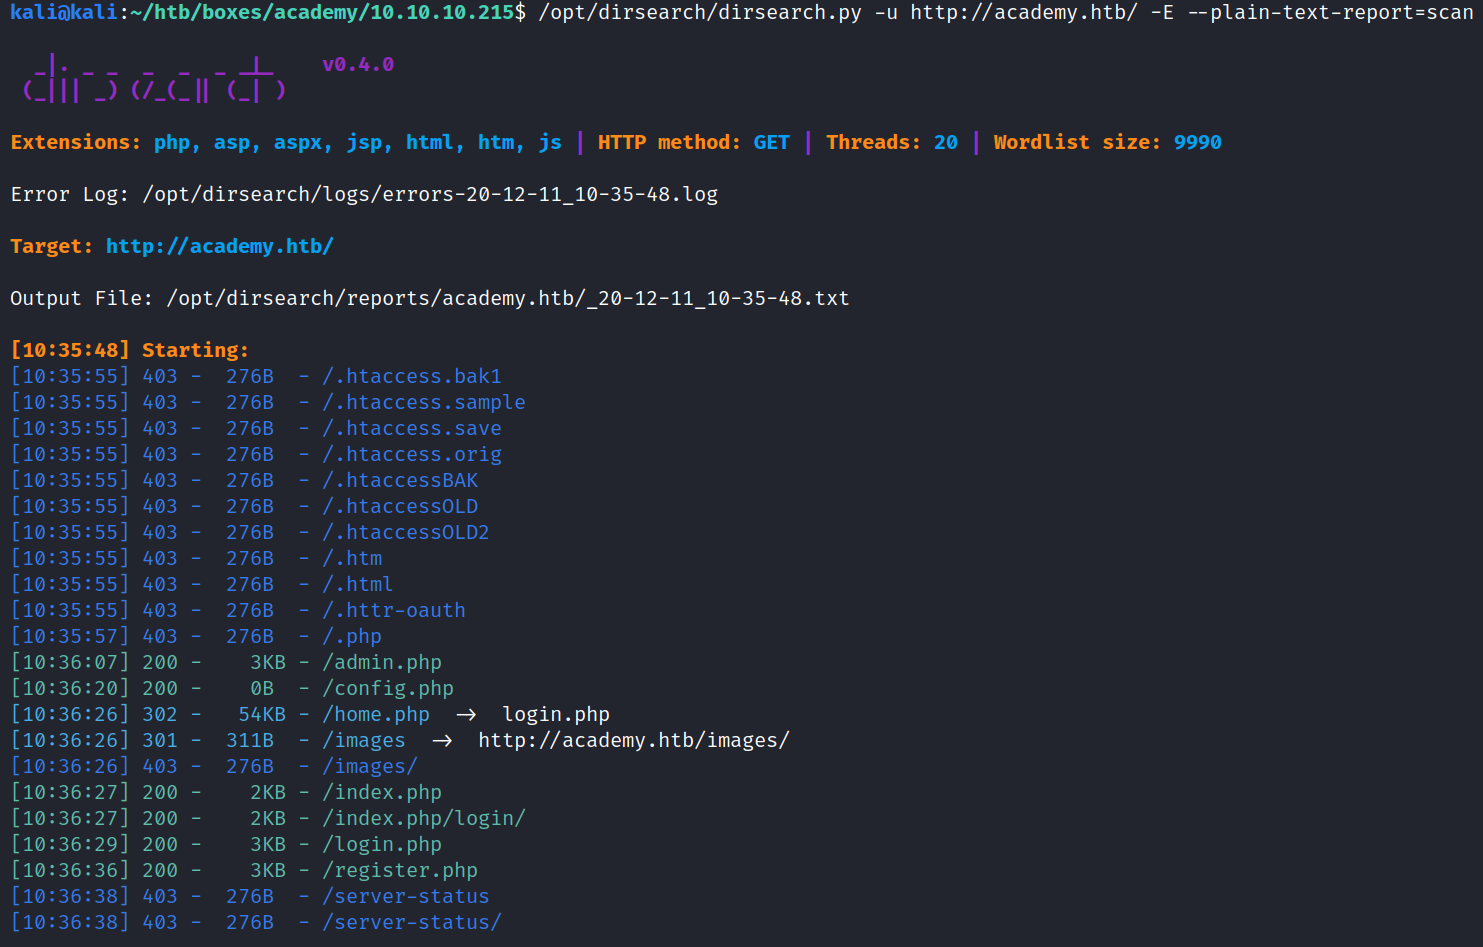 kali@kali:~/htb/boxes/academy/10.10.10.215$ /opt/dirsearch/dirsearch.py -u http://academy.htb/ -E --plain-text-report=scan
  _|. _ _  _  _  _ _|_    v0.4.0
 (_||| _) (/_(_|| (_| )
Extensions: php, asp, aspx, jsp, html, htm, js | HTTP method: GET | Threads: 20 | Wordlist size: 9990
Error Log: /opt/dirsearch/logs/errors-20-12-11_10-35-48.log
Target: http://academy.htb/
Output File: /opt/dirsearch/reports/academy.htb/_20-12-11_10-35-48.txt
[10:35:48] Starting:
[10:35:55] 403 -  276B  - /.htaccess.bak1
[10:35:55] 403 -  276B  - /.htaccess.sample
[10:35:55] 403 -  276B  - /.htaccess.save
[10:35:55] 403 -  276B  - /.htaccess.orig
[10:35:55] 403 -  276B  - /.htaccessBAK
[10:35:55] 403 -  276B  - /.htaccessOLD
[10:35:55] 403 -  276B  - /.htaccessOLD2
[10:35:55] 403 -  276B  - /.htm
[10:35:55] 403 -  276B  - /.html
[10:35:55] 403 -  276B  - /.httr-oauth
[10:35:57] 403 -  276B  - /.php
[10:36:07] 200 -    3KB - /admin.php
[10:36:20] 200 -    0B  - /config.php
[10:36:26] 302 -   54KB - /home.php  ->  login.php
[10:36:26] 301 -  311B  - /images  ->  http://academy.htb/images/
[10:36:26] 403 -  276B  - /images/
[10:36:27] 200 -    2KB - /index.php
[10:36:27] 200 -    2KB - /index.php/login/
[10:36:29] 200 -    3KB - /login.php
[10:36:36] 200 -    3KB - /register.php
[10:36:38] 403 -  276B  - /server-status
[10:36:38] 403 -  276B  - /server-status/